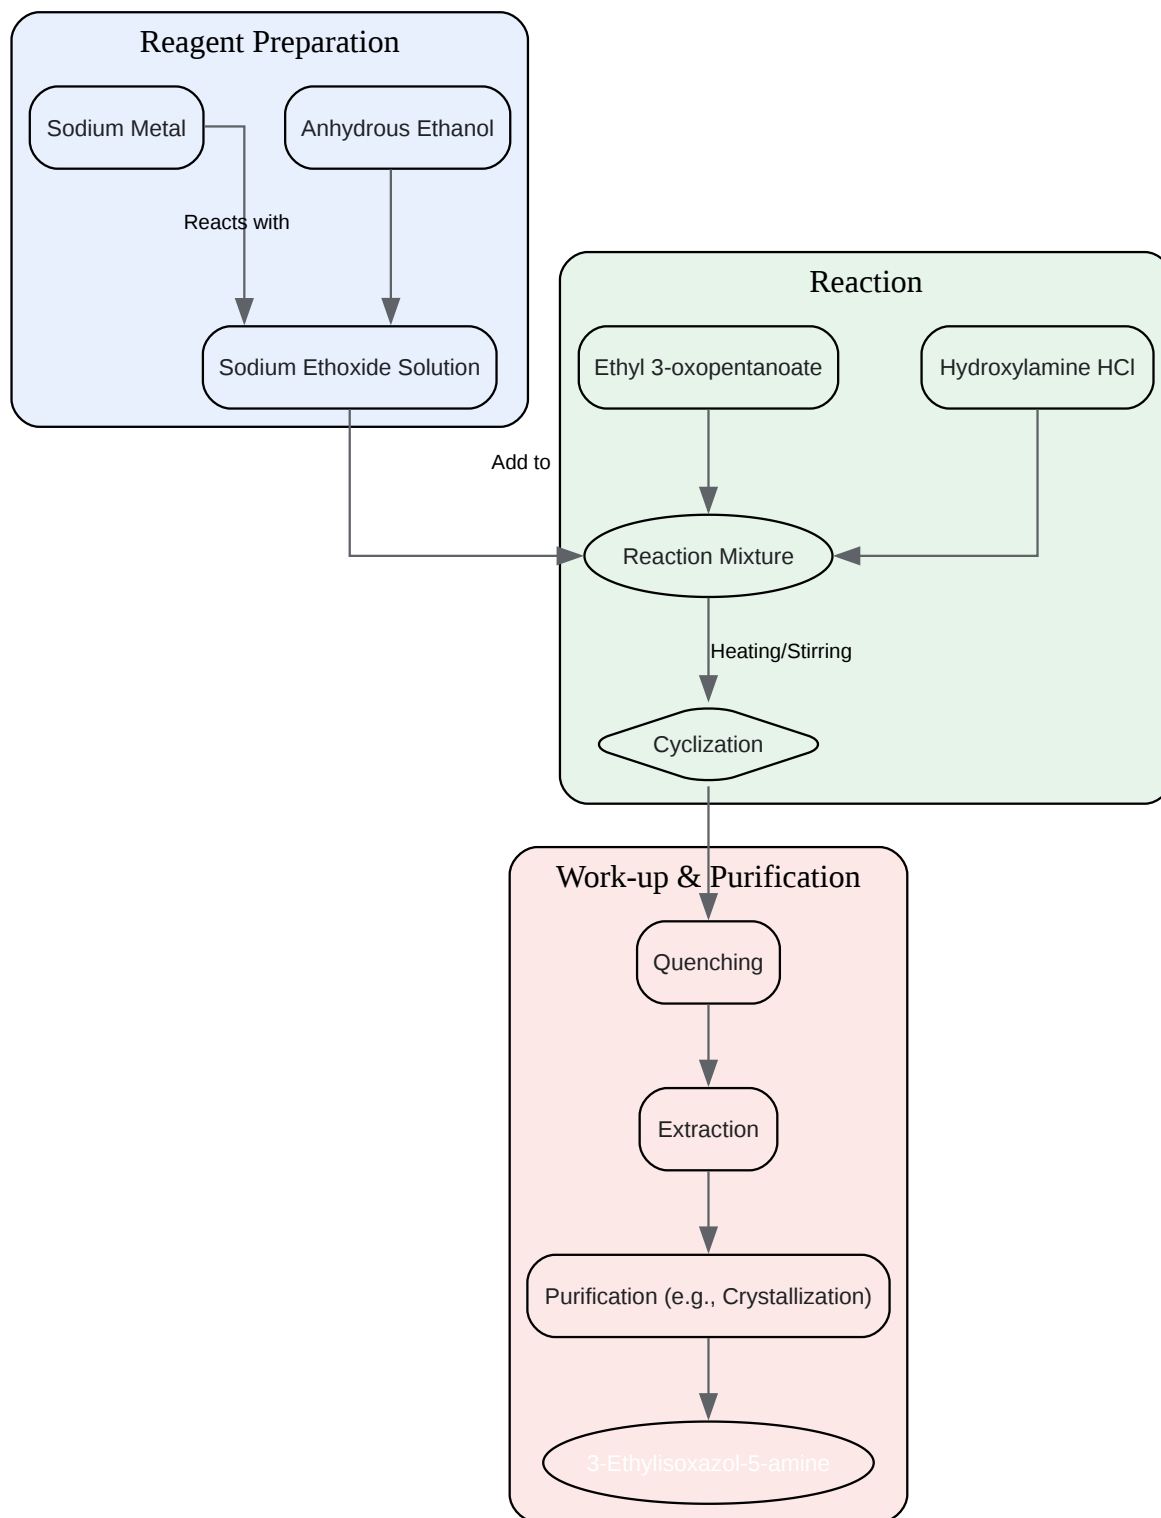 Reagent Preparation
Sodium Metal
Anhydrous Ethanol
Reacts with
Sodium Ethoxide Solution
Add to
Reaction
Ethyl 3-oxopentanoate
Hydroxylamine HCl
Reaction Mixture
Heating/Stirring
Cyclization
Work-up & Purification
Quenching
Extraction
Purification (e.g., Crystallization)
3-Ethylisoxazol-5-amine